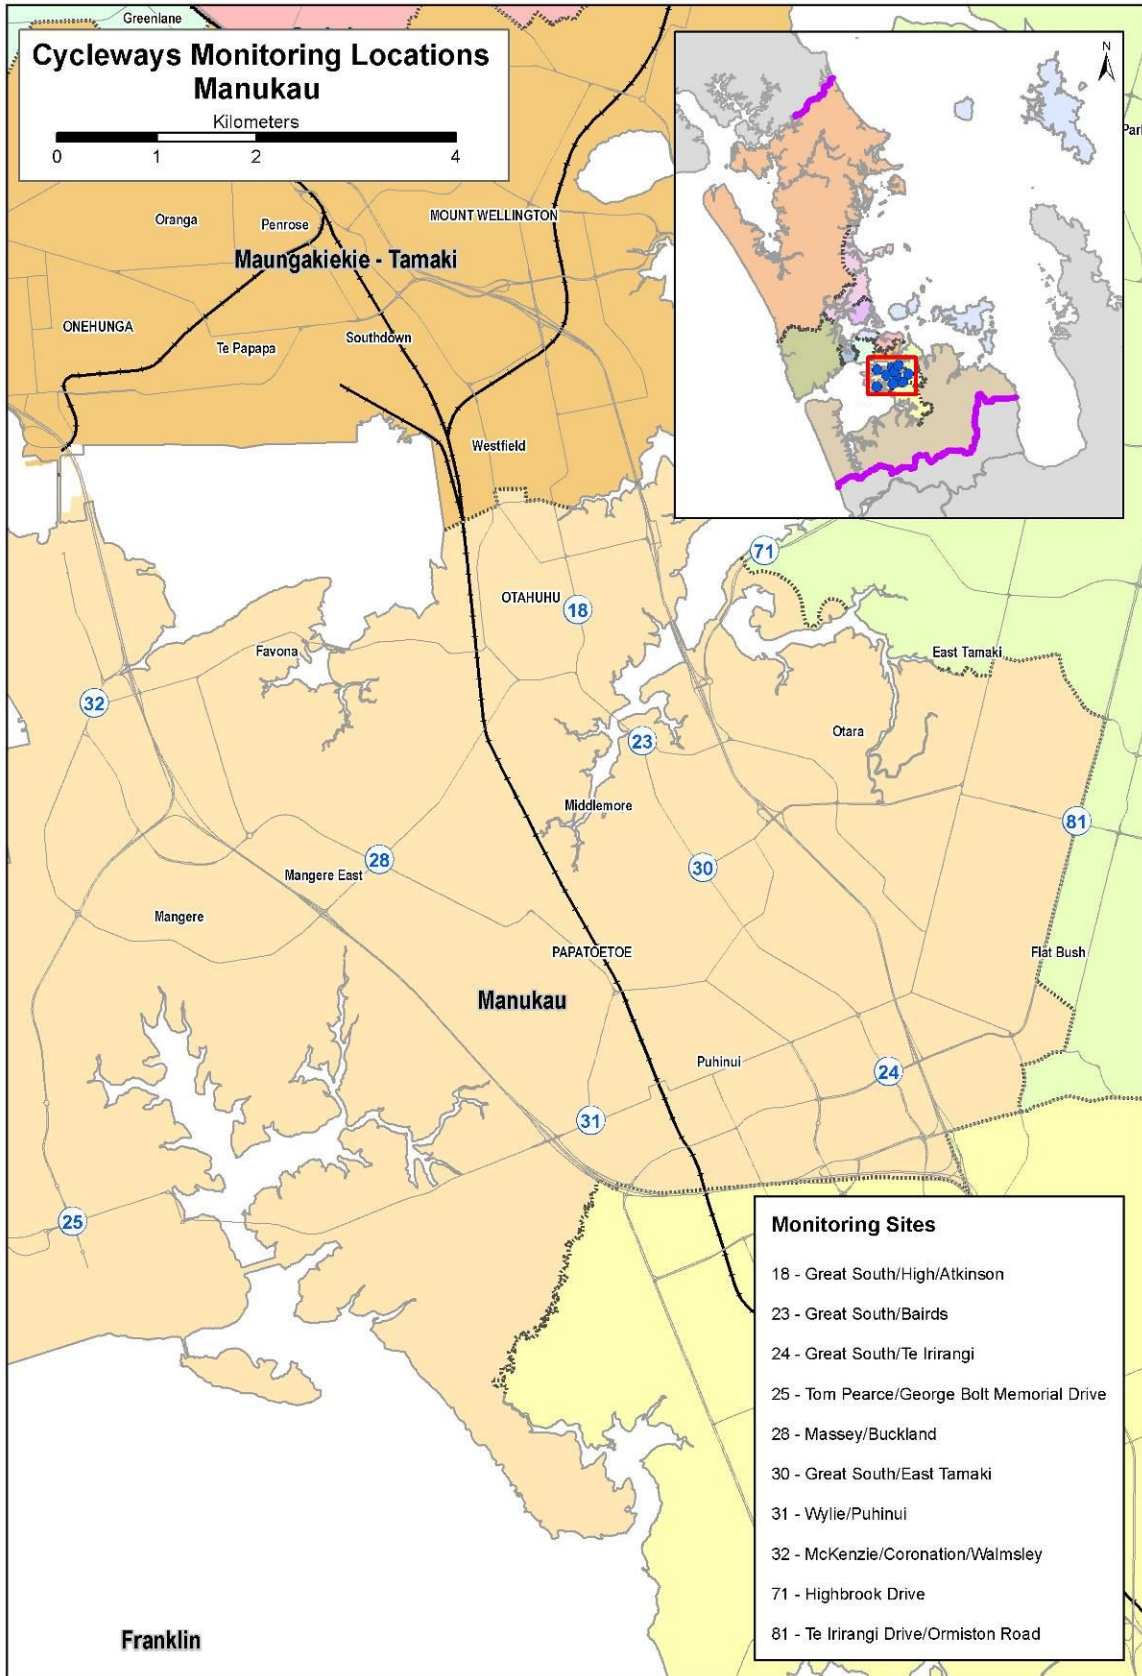 Greenlane
Cycleways Monitoring Locations
Manukau
Kilometers
0 1 2 4
N
Oranga
Penrose
MOUNT WELLINGTON
Maungakiekie - Tamaki
ONEHUNGA
Te Papapa
Southdown
Westfield
71
OTAHUHU
18
Favona
East Tamaki
32
23
Otara
Middlemore
81
28
30
Mangere East
Mangere
PAPATOETOE
Flat Bush
Manukau
Puhinui
24
31
25
Monitoring Sites
18 - Great South/High/Atkinson
23 - Great South/Bairds
24 - Great South/Te Irirangi
25 - Tom Pearce/George Bolt Memorial Drive
28 - Massey/Buckland
30 - Great South/East Tamaki
31 - Wylie/Puhinui
32 - McKenzie/Coronation/Walmsley
71 - Highbrook Drive
81 - Te Irirangi Drive/Ormiston Road
Franklin